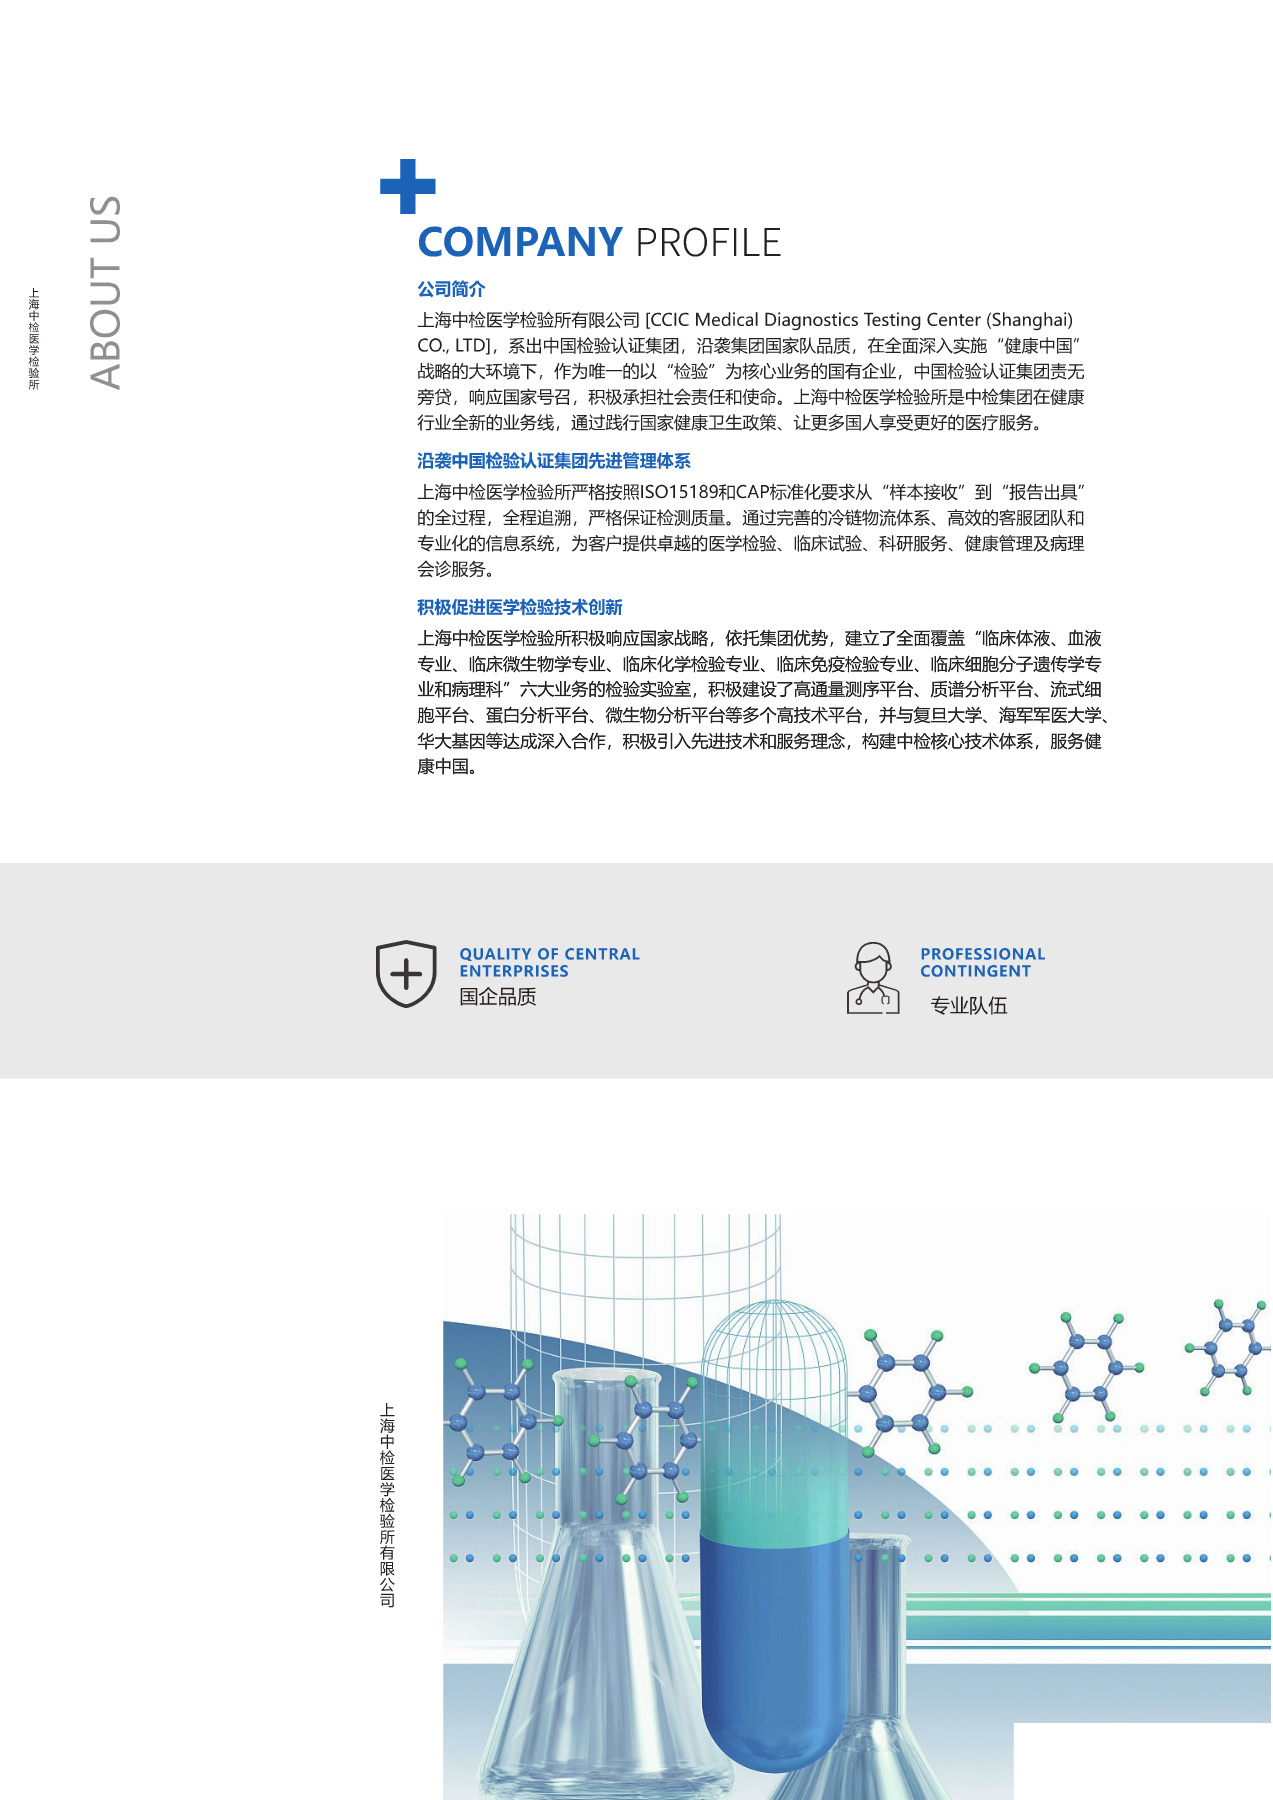 ABOUT US
上海中检医学检验所
COMPANY PROFILE
公司简介
上海中检医学检验所有限公司 [CCIC Medical Diagnostics Testing Center (Shanghai)
CO., LTD]，系出中国检验认证集团，沿袭集团国家队品质，在全面深入实施“健康中国”
战略的大环境下，作为唯一的以“检验”为核心业务的国有企业，中国检验认证集团责无
旁贷，响应国家号召，积极承担社会责任和使命。上海中检医学检验所是中检集团在健康
行业全新的业务线，通过践行国家健康卫生政策、让更多国人享受更好的医疗服务。
沿袭中国检验认证集团先进管理体系
上海中检医学检验所严格按照ISO15189和CAP标准化要求从“样本接收”到“报告出具”
的全过程，全程追溯，严格保证检测质量。通过完善的冷链物流体系、高效的客服团队和
专业化的信息系统，为客户提供卓越的医学检验、临床试验、科研服务、健康管理及病理
会诊服务。
积极促进医学检验技术创新
上海中检医学检验所积极响应国家战略，依托集团优势，建立了全面覆盖“临床体液、血液
专业、临床微生物学专业、临床化学检验专业、临床免疫检验专业、临床细胞分子遗传学专
业和病理科”六大业务的检验实验室，积极建设了高通量测序平台、质谱分析平台、流式细
胞平台、蛋白分析平台、微生物分析平台等多个高技术平台，并与复旦大学、海军军医大学、
华大基因等达成深入合作，积极引入先进技术和服务理念，构建中检核心技术体系，服务健
康中国。
QUALITY OF CENTRAL
ENTERPRISES
国企品质
PROFESSIONAL
CONTINGENT
专业队伍
上海中检医学检验所有限公司